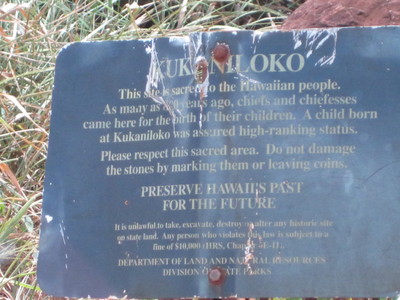 KUKANILOKO
This site is sacred to the Hawaiian people.
As many as years ago, chiefs and chiefesses
came here for the birth of their children. A child born
at Kukaniloko was assured high-ranking status.
Please respect this sacred area. Do not damage
the stones by marking them or leaving coins.
PRESERVE HAWAII'S PAST
FOR THE FUTURE
It is unlawful to take, excavate, destroy or alter any historic site
on state land. Any person who violates this law is subject to a
fine of $10,000 (HRS, Chapter
DEPARTMENT OF LAND AND NATURAL RESOURCES
DIVISION OF STATE PARKS